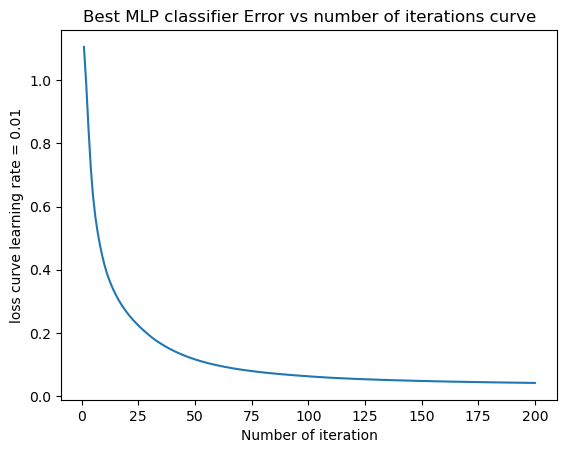 Best MLP classifier Error vs number of iterations curve
loss curve learning rate = 0.01
1.0
0.8
0.6
0.4
0.2
0.0
0 25 50 75 100 125 150 175 200
Number of iteration